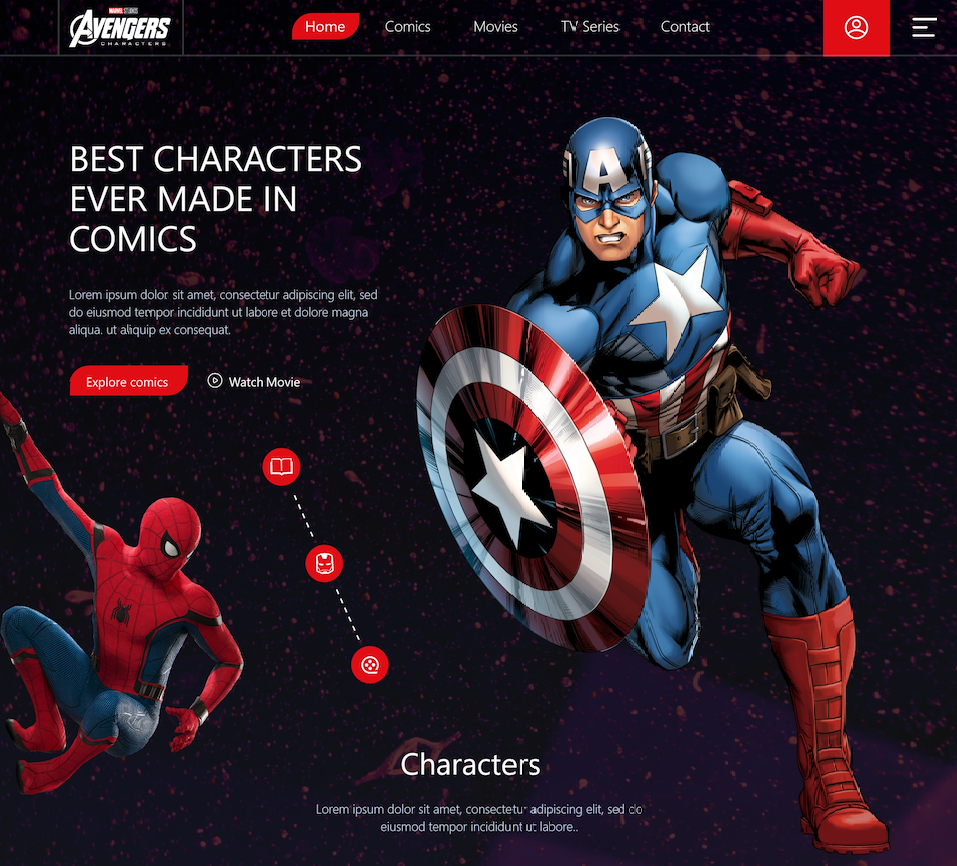 MARVEL STUDIOS
AVENGERS
CHARACTERS
Home
Comics
Movies
TV Series
Contact
BEST CHARACTERS
EVER MADE IN
COMICS
Lorem ipsum dolor sit amet, consectetur adipiscing elit, sed
do eiusmod tempor incididunt ut labore et dolore magna
aliqua. ut aliquip ex consequat.
Explore comics
Watch Movie
A
Characters
Lorem ipsum dolor sit amet, consectetur adipiscing elit, sed do
eiusmod tempor incididunt ut labore..